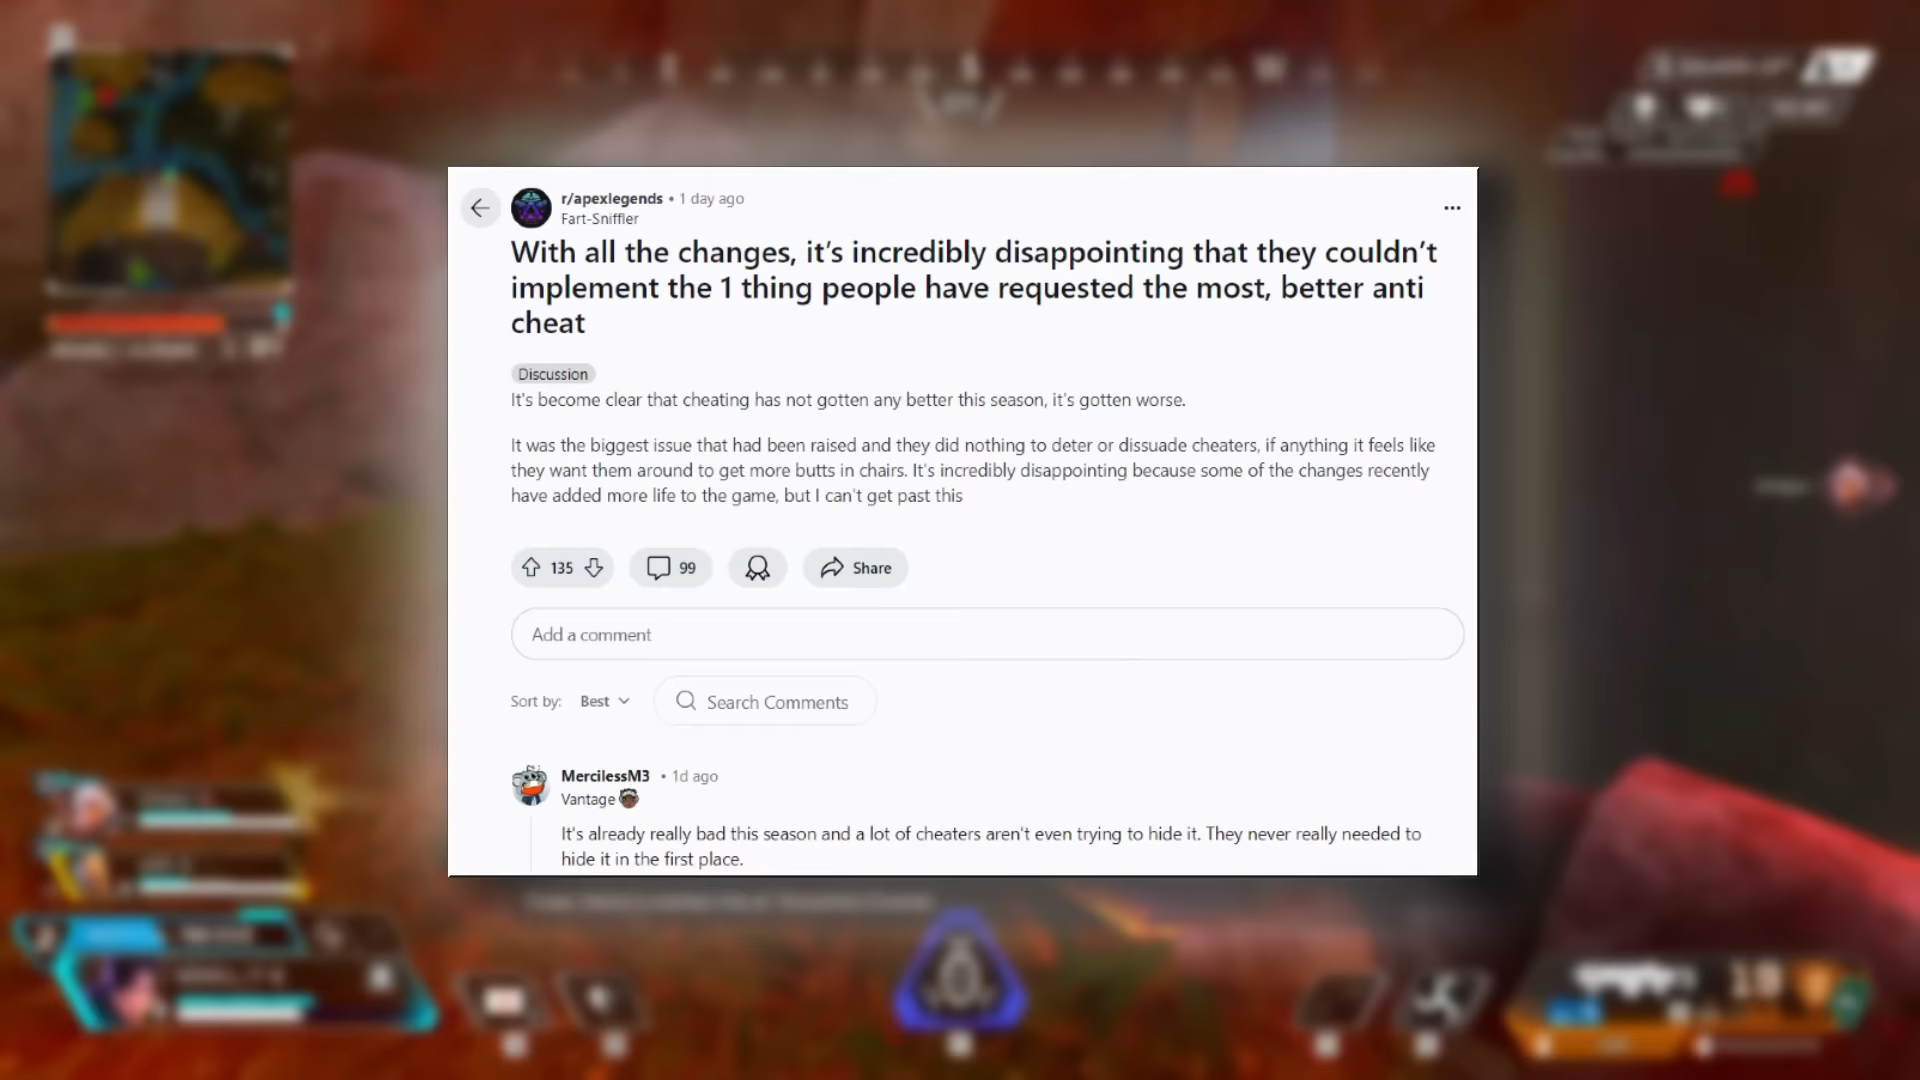 r/apexlegends • 1 day ago
Fart-Sniffler
With all the changes, it’s incredibly disappointing that they couldn’t
implement the 1 thing people have requested the most, better anti
cheat
Discussion
It's become clear that cheating has not gotten any better this season, it's gotten worse.
It was the biggest issue that had been raised and they did nothing to deter or dissuade cheaters, if anything it feels like
they want them around to get more butts in chairs. It's incredibly disappointing because some of the changes recently
have added more life to the game, but I can't get past this
135
99
Share
Add a comment
Sort by: Best
Search Comments
MercilessM3 • 1d ago
Vantage
It's already really bad this season and a lot of cheaters aren't even trying to hide it. They never really needed to
hide it in the first place.